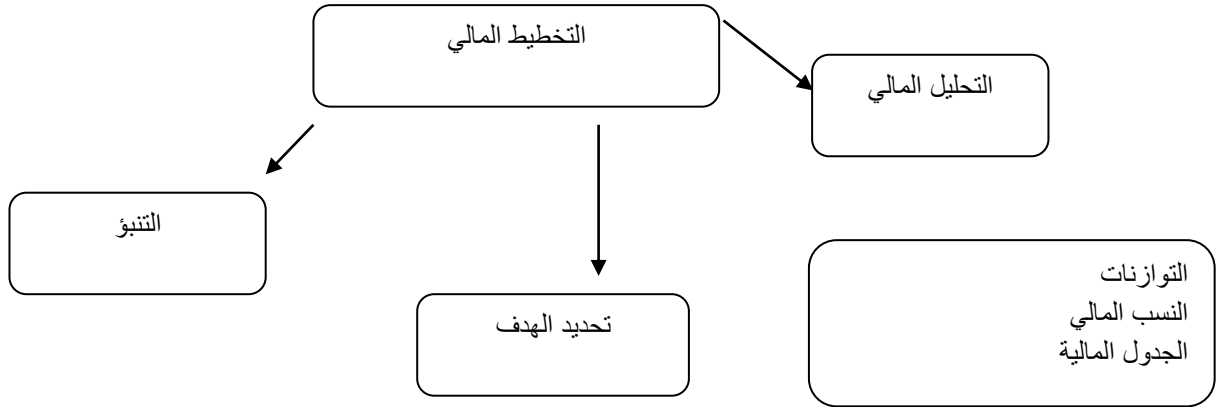 التخطيط المالي
التحليل المالي
التنبؤ
تحديد الهدف
التوازنات
النسب المالي
الجدول المالية